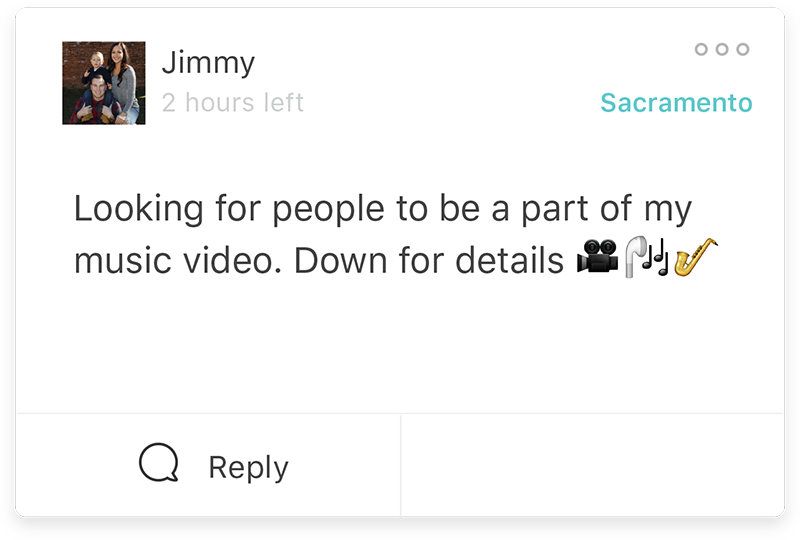 Jimmy
2 hours left
Sacramento
Looking for people to be a part of my
music video. Down for details 🎥🎧🎶🎷
Reply